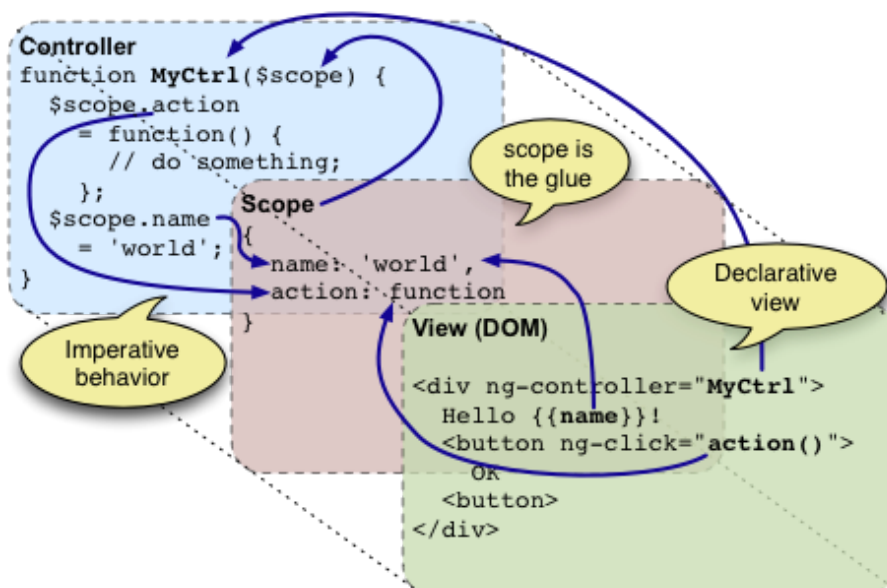 Controller
function MyCtrl($scope) {
$scope.action
= function() {
// do something;
};
$scope.name
= 'world';
}
Imperative
behavior
scope is
the glue
Scope
{
name: 'world',
action: function
}
Declarative
view
View (DOM)
<div ng-controller="MyCtrl">
Hello {{name}}!
<button ng-click="action()">
OK
<button>
</div>